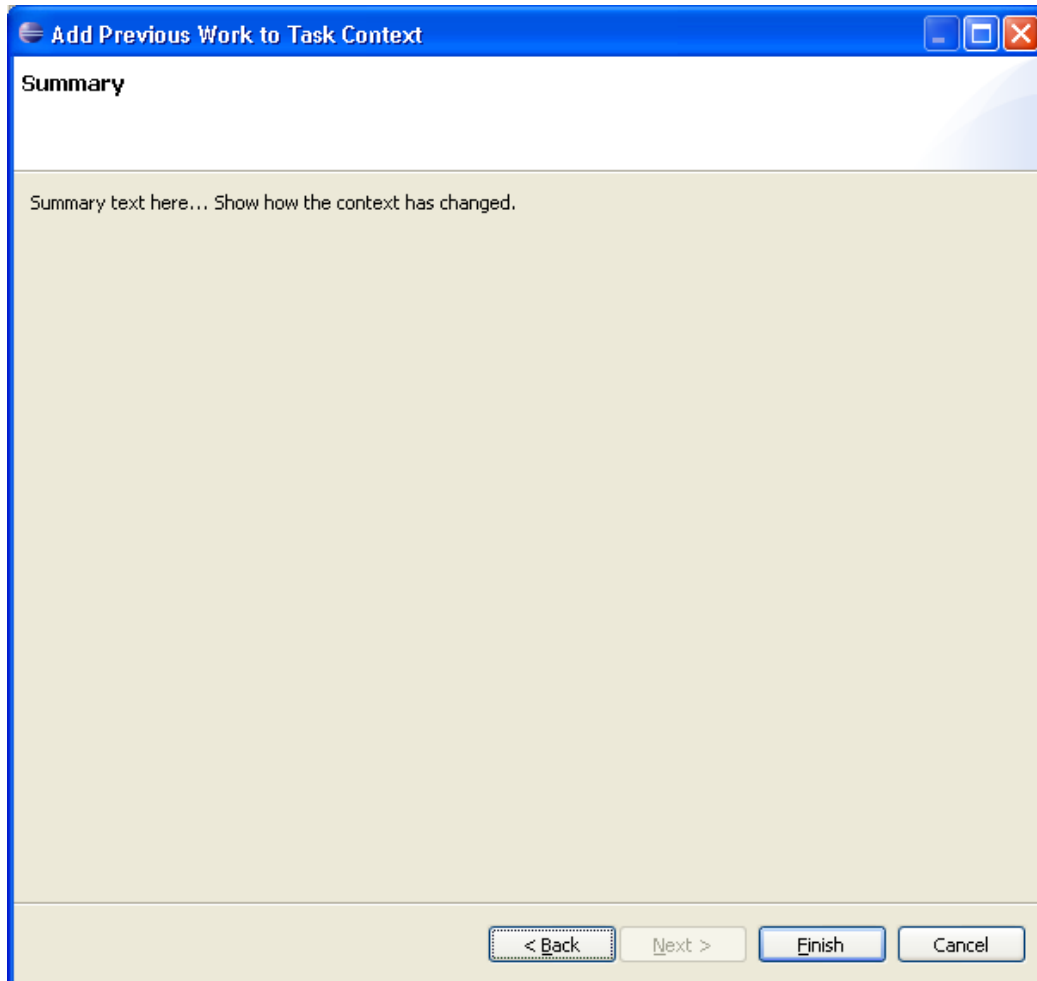 Add Previous Work to Task Context
Summary
Summary text here... Show how the context has changed.
< Back
Next >
Finish
Cancel